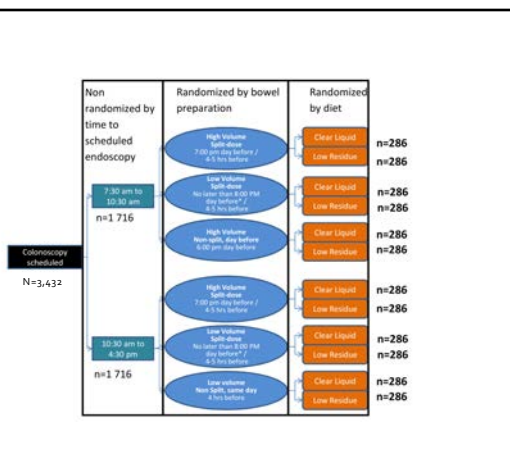 Non
randomized by
time to
scheduled
endoscopy
Randomized by bowel
preparation
Randomized
by diet
Colonoscopy
scheduled
N=3,432
7:30 am to
10:30 am
n=1 716
High Volume
Split-dose
7:00 pm day before /
4-5 hrs before
Clear Liquid
n=286
Low Residue
n=286
Low Volume
Split-dose
No later than 8:00 PM
day before* /
4-5 hrs before
Clear Liquid
n=286
Low Residue
n=286
High Volume
Non-split, day before
6:00 pm day before
Clear Liquid
n=286
Low Residue
n=286
10:30 am to
4:30 pm
n=1 716
High Volume
Split-dose
7:00 pm day before /
4-5 hrs before
Clear Liquid
n=286
Low Residue
n=286
Low Volume
Split-dose
No later than 8:00 PM
day before* /
4-5 hrs before
Clear Liquid
n=286
Low Residue
n=286
Low volume
Non Split, same day
4 hrs before
Clear Liquid
n=286
Low Residue
n=286